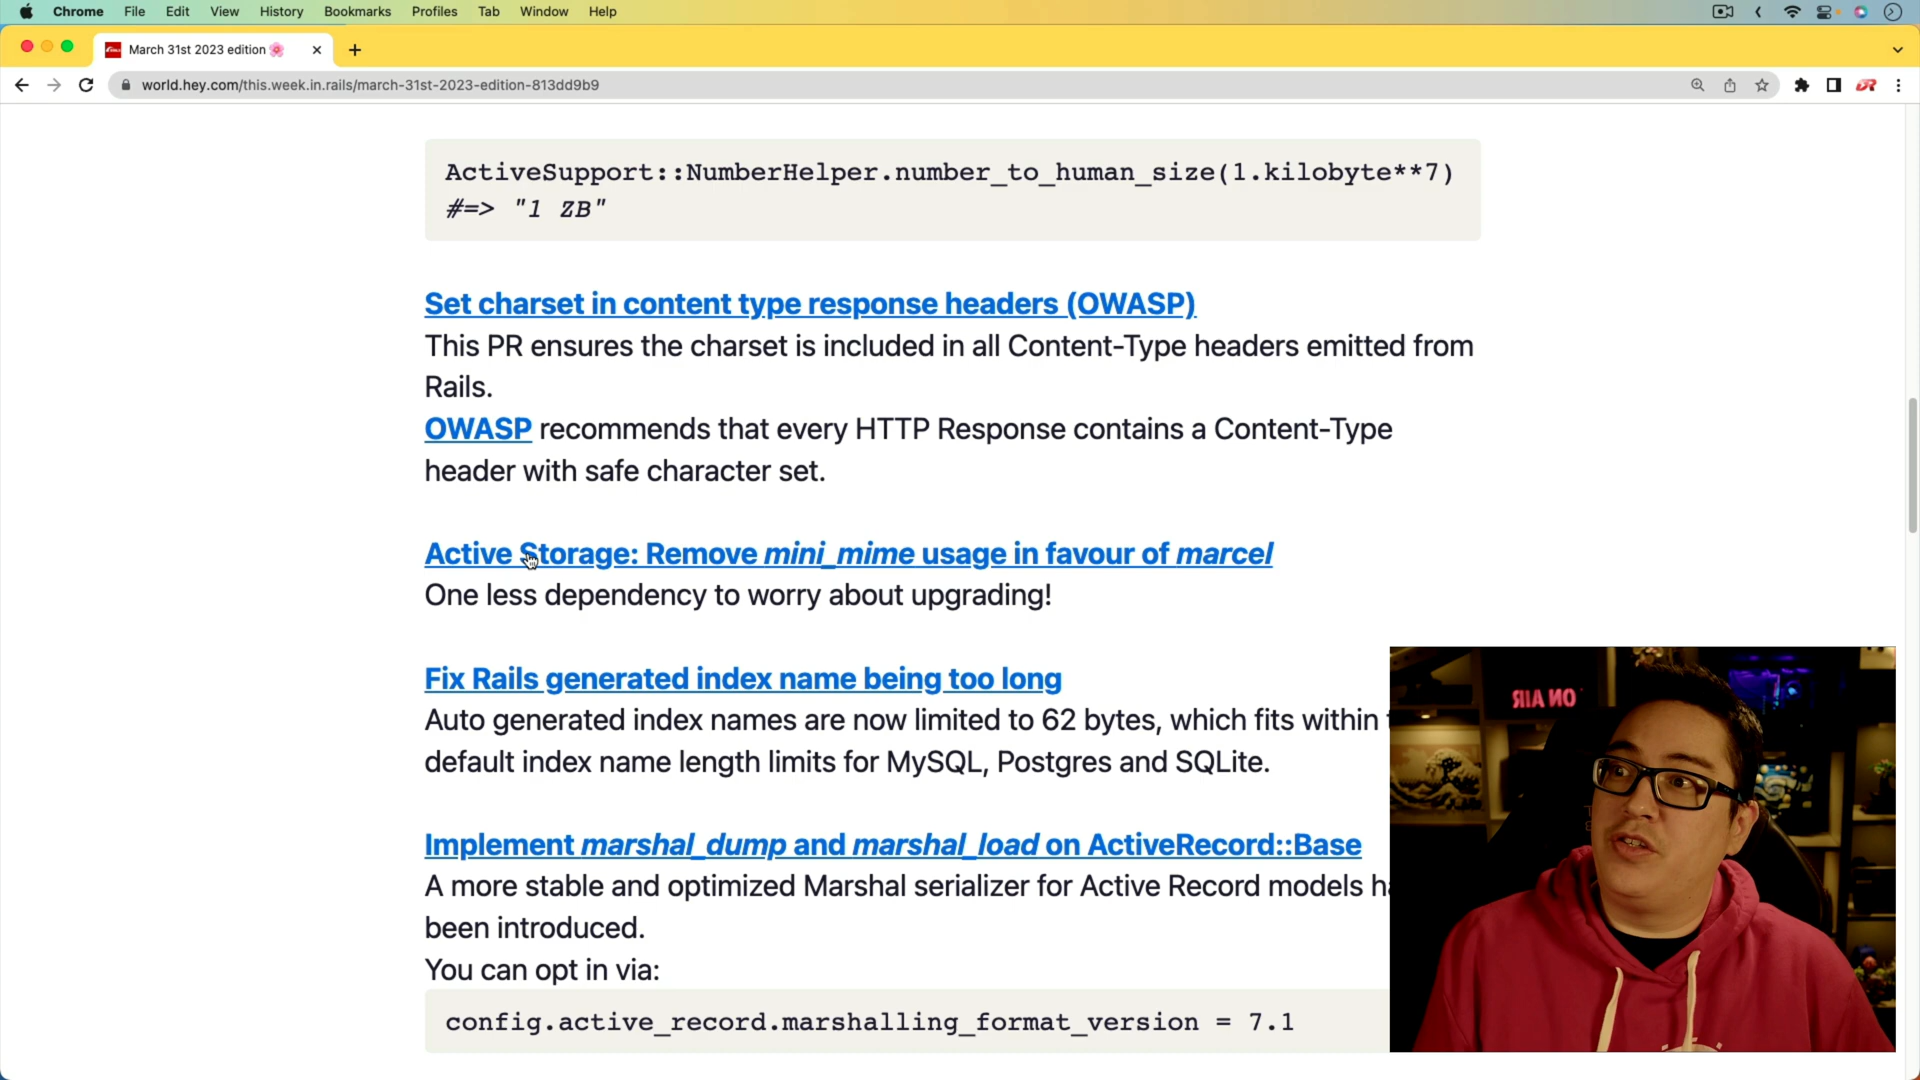 Chrome File Edit View History Bookmarks Profiles Tab Window Help
March 31st 2023 edition 🌸
world.hey.com/this.week.in.rails/march-31st-2023-edition-813dd9b9
ActiveSupport::NumberHelper.number_to_human_size(1.kilobyte**7)
#=> "1 ZB"
Set charset in content type response headers (OWASP)
This PR ensures the charset is included in all Content-Type headers emitted from
Rails.
OWASP recommends that every HTTP Response contains a Content-Type
header with safe character set.
Active Storage: Remove mini_mime usage in favour of marcel
One less dependency to worry about upgrading!
Fix Rails generated index name being too long
Auto generated index names are now limited to 62 bytes, which fits within
default index name length limits for MySQL, Postgres and SQLite.
Implement marshal_dump and marshal_load on ActiveRecord::Base
A more stable and optimized Marshal serializer for Active Record models
been introduced.
You can opt in via:
config.active_record.marshalling_format_version = 7.1
ON AIR